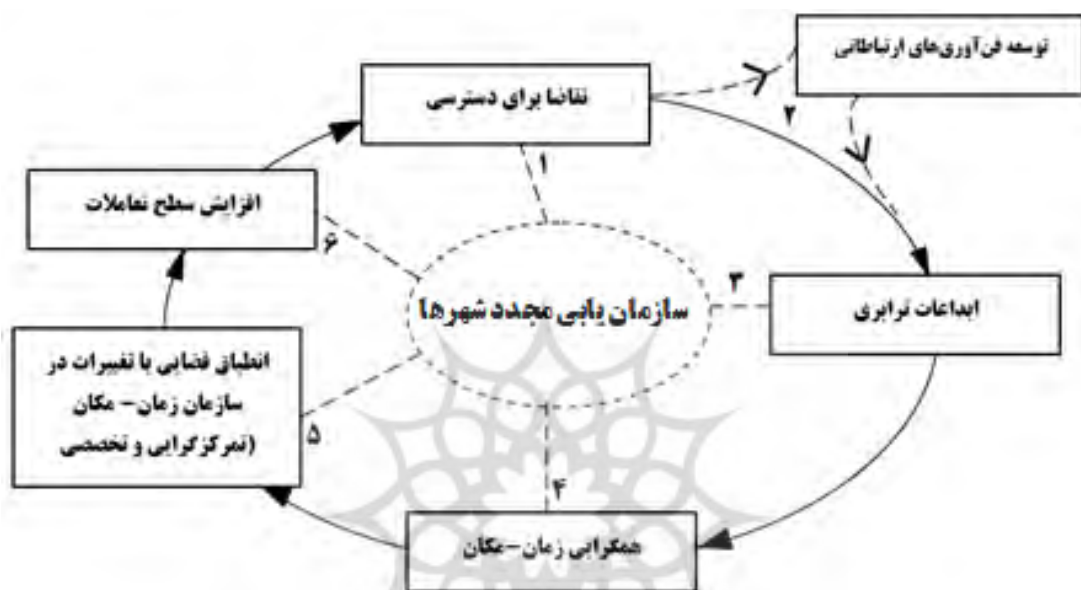 توسعه فن‌آوری‌های ارتباطاتی
تقاضا برای دسترسی
۲
۱
افزایش سطح تعاملات
۶
سازمان یابی مجدد شهرها
۳
ابداعات ترابری
انطباق فضایی با تغییرات در
سازمان زمان- مکان
(تمرکزگرایی و تخصصی
۵
۴
همگرایی زمان-مکان